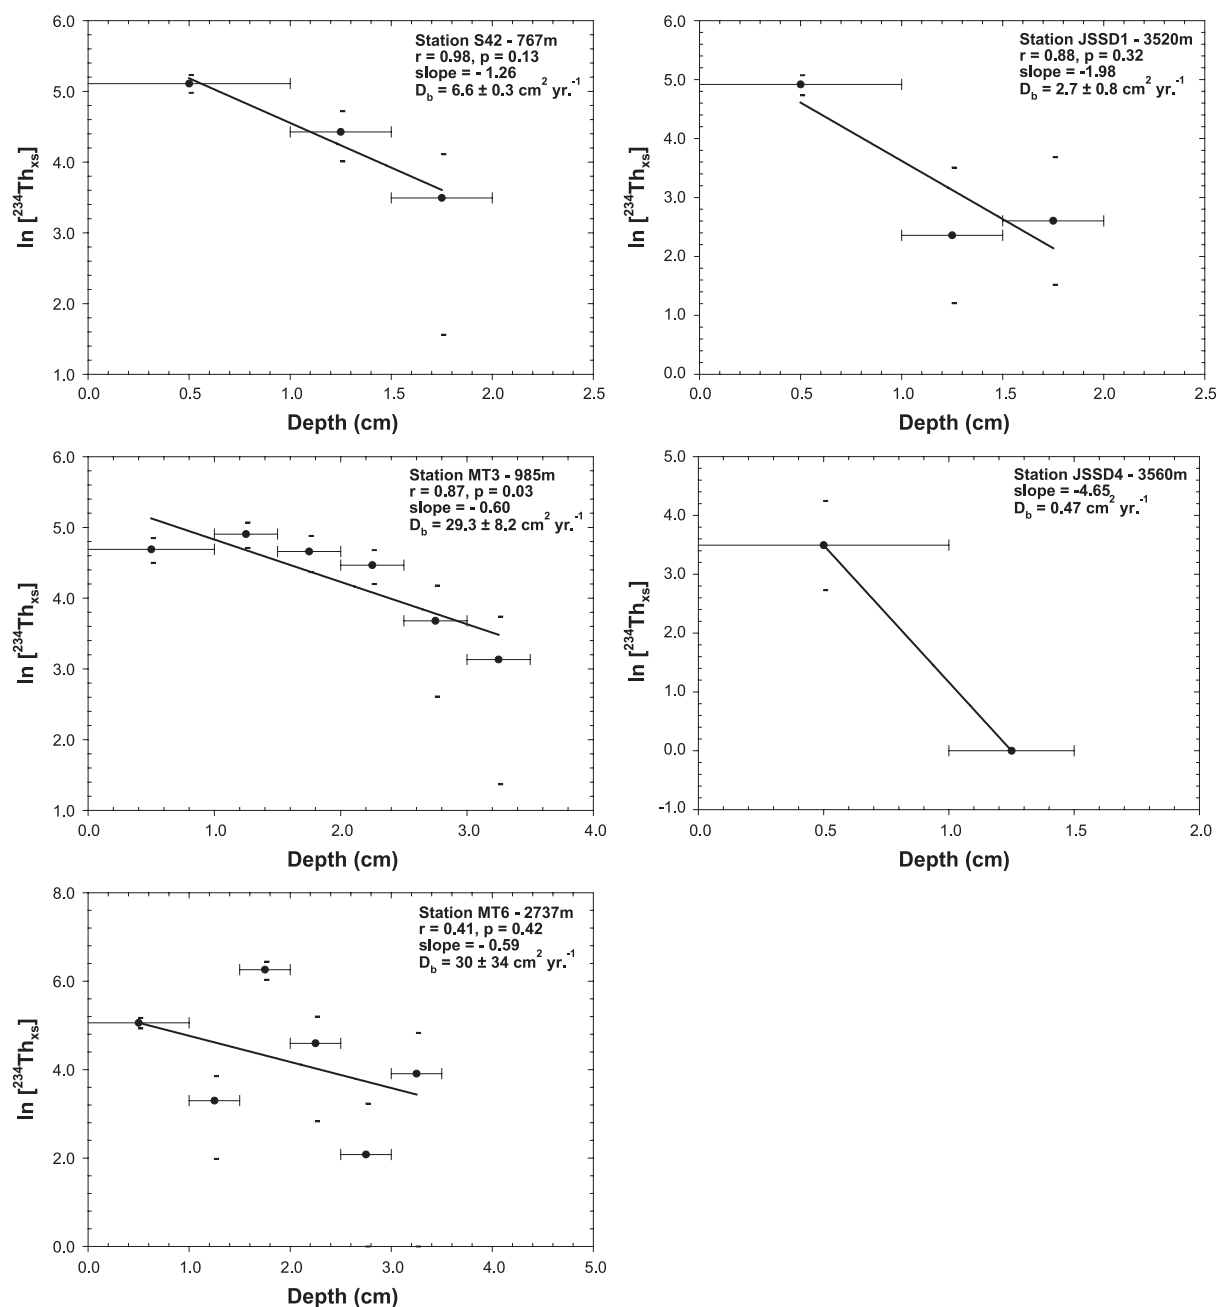 Station S42 - 767m
r = 0.98, p = 0.13
slope = - 1.26
D_b = 6.6 ± 0.3 cm² yr.⁻¹
ln [²³⁴Th_xs]
6.0
5.0
4.0
3.0
2.0
1.0
0.0 0.5 1.0 1.5 2.0 2.5
Depth (cm)
Station JSSD1 - 3520m
r = 0.88, p = 0.32
slope = -1.98
D_b = 2.7 ± 0.8 cm² yr.⁻¹
ln [²³⁴Th_xs]
6.0
5.0
4.0
3.0
2.0
1.0
0.0
0.0 0.5 1.0 1.5 2.0 2.5
Depth (cm)
Station MT3 - 985m
r = 0.87, p = 0.03
slope = - 0.60
D_b = 29.3 ± 8.2 cm² yr.⁻¹
ln [²³⁴Th_xs]
6.0
5.0
4.0
3.0
2.0
1.0
0.0 1.0 2.0 3.0 4.0
Depth (cm)
Station JSSD4 - 3560m
slope = -4.65
D_b = 0.47 cm² yr.⁻¹
ln [²³⁴Th_xs]
5.0
4.0
3.0
2.0
1.0
0.0
-1.0
0.0 0.5 1.0 1.5 2.0
Depth (cm)
Station MT6 - 2737m
r = 0.41, p = 0.42
slope = - 0.59
D_b = 30 ± 34 cm² yr.⁻¹
ln [²³⁴Th_xs]
8.0
6.0
4.0
2.0
0.0
0.0 1.0 2.0 3.0 4.0 5.0
Depth (cm)